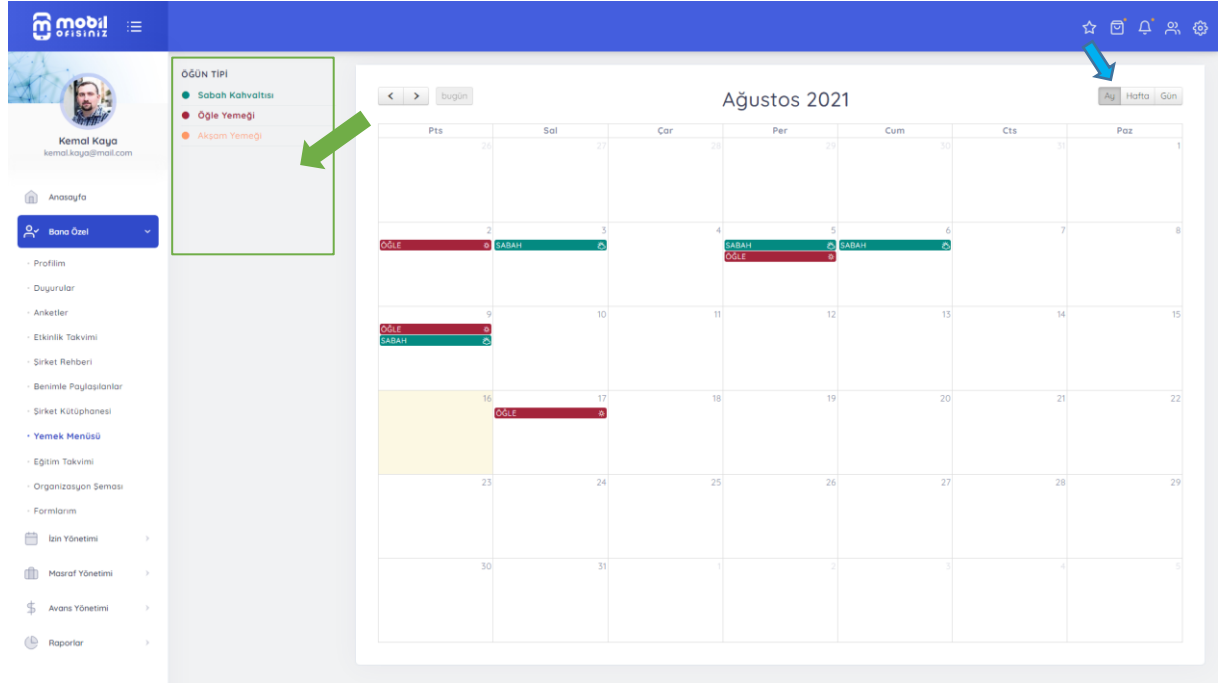 mobil
ofisiniz
Kemal Kaya
kemal.kaya@mail.com
Anasayfa
Bana Özel
Profilim
Duyurular
Anketler
Etkinlik Takvimi
Şirket Rehberi
Benimle Paylaşılanlar
Şirket Kütüphanesi
Yemek Menüsü
Eğitim Takvimi
Organizasyon Şeması
Formlarım
İzin Yönetimi
Masraf Yönetimi
Avans Yönetimi
Raporlar
ÖĞÜN TİPİ
Sabah Kahvaltısı
Öğle Yemeği
Akşam Yemeği
bugün
Ağustos 2021
Ay Hafta Gün
Pts Sal Çar Per Cum Cts Paz
26 27 28 29 30 31 1
2 3 4 5 6 7 8
ÖĞLE SABAH SABAH SABAH
ÖĞLE
9 10 11 12 13 14 15
ÖĞLE
SABAH
16 17 18 19 20 21 22
ÖĞLE
23 24 25 26 27 28 29
30 31 1 2 3 4 5